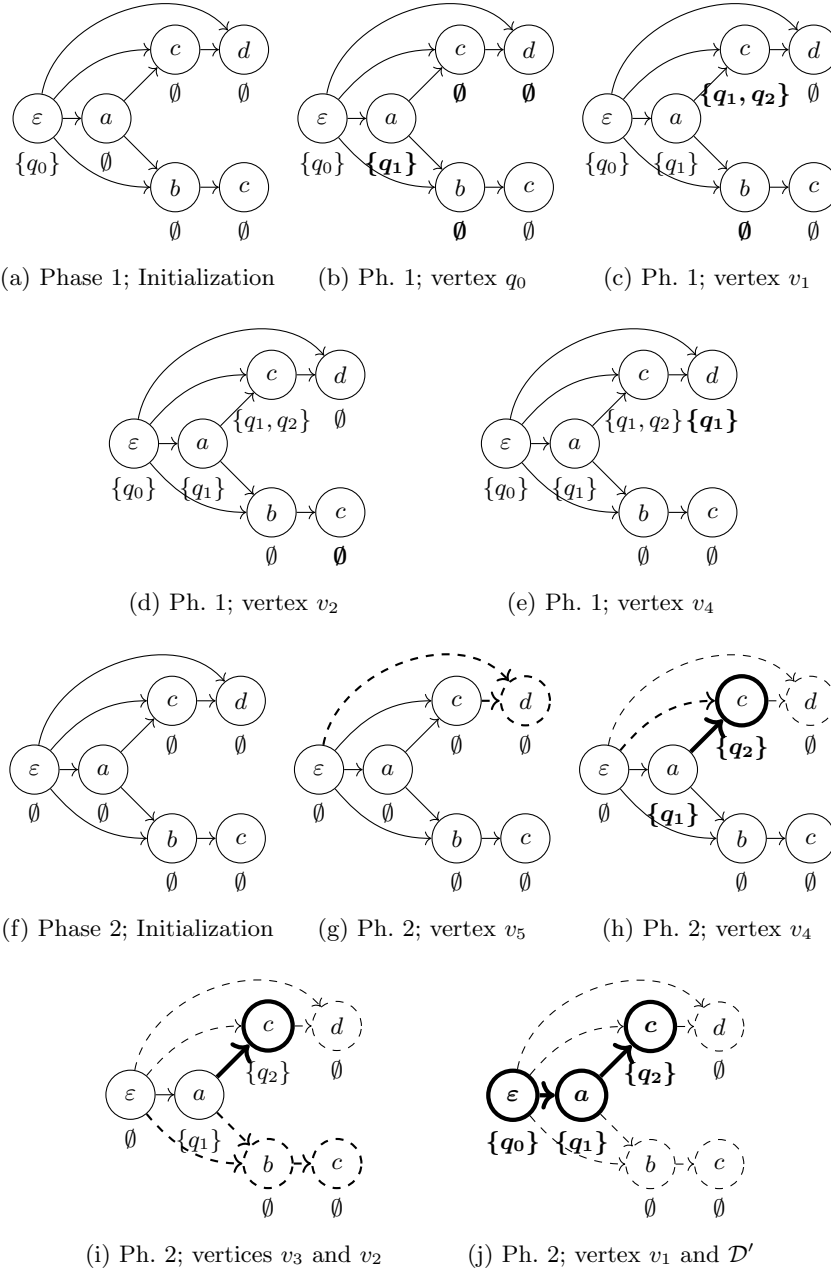 c d c d c d
∅ ∅ ∅ ∅ {q₁, q₂} ∅
ε a ε a ε a
{q₀} ∅ {q₀} {q₁} {q₀} {q₁}
b c b c b c
∅ ∅ ∅ ∅ ∅ ∅
(a) Phase 1; Initialization (b) Ph. 1; vertex q₀ (c) Ph. 1; vertex v₁
c d c d
{q₁, q₂} ∅ {q₁, q₂} {q₁}
ε a ε a
{q₀} {q₁} {q₀} {q₁}
b c b c
∅ ∅ ∅ ∅
(d) Ph. 1; vertex v₂ (e) Ph. 1; vertex v₄
c d c d c d
∅ ∅ ∅ ∅ {q₂} ∅
ε a ε a ε a
∅ ∅ ∅ ∅ ∅ {q₁}
b c b c b c
∅ ∅ ∅ ∅ ∅ ∅
(f) Phase 2; Initialization (g) Ph. 2; vertex v₅ (h) Ph. 2; vertex v₄
c d c d
{q₂} ∅ {q₂} ∅
ε a ε a
∅ {q₁} {q₀} {q₁}
b c b c
∅ ∅ ∅ ∅
(i) Ph. 2; vertices v₃ and v₂ (j) Ph. 2; vertex v₁ and 𝒟′